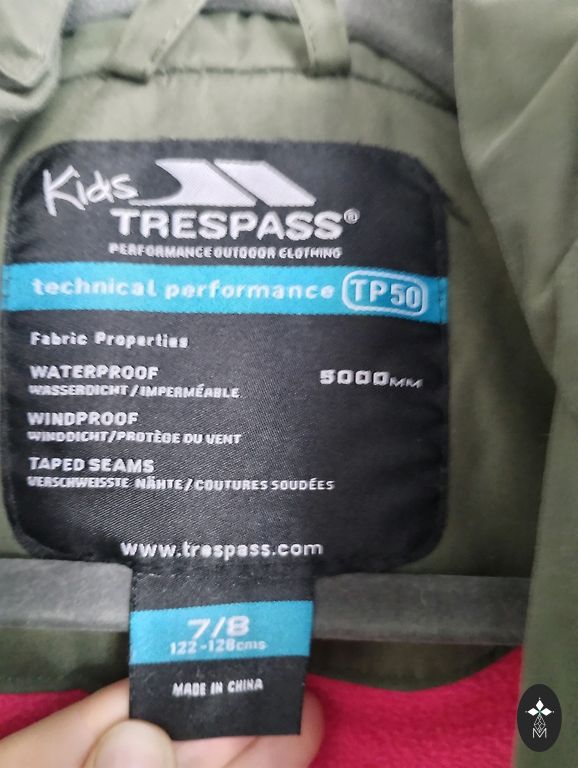 Kids
TRESPASS®
PERFORMANCE OUTDOOR CLOTHING
technical performance TP50
Fabric Properties
WATERPROOF 5000MM
WASSERDICHT/IMPERMÉABLE
WINDPROOF
WINDDICHT/PROTÈGE DU VENT
TAPED SEAMS
VERSCHWEISSTE NÄHTE/COUTURES SOUDÉES
www.trespass.com
7/8
122-128cms
MADE IN CHINA
M